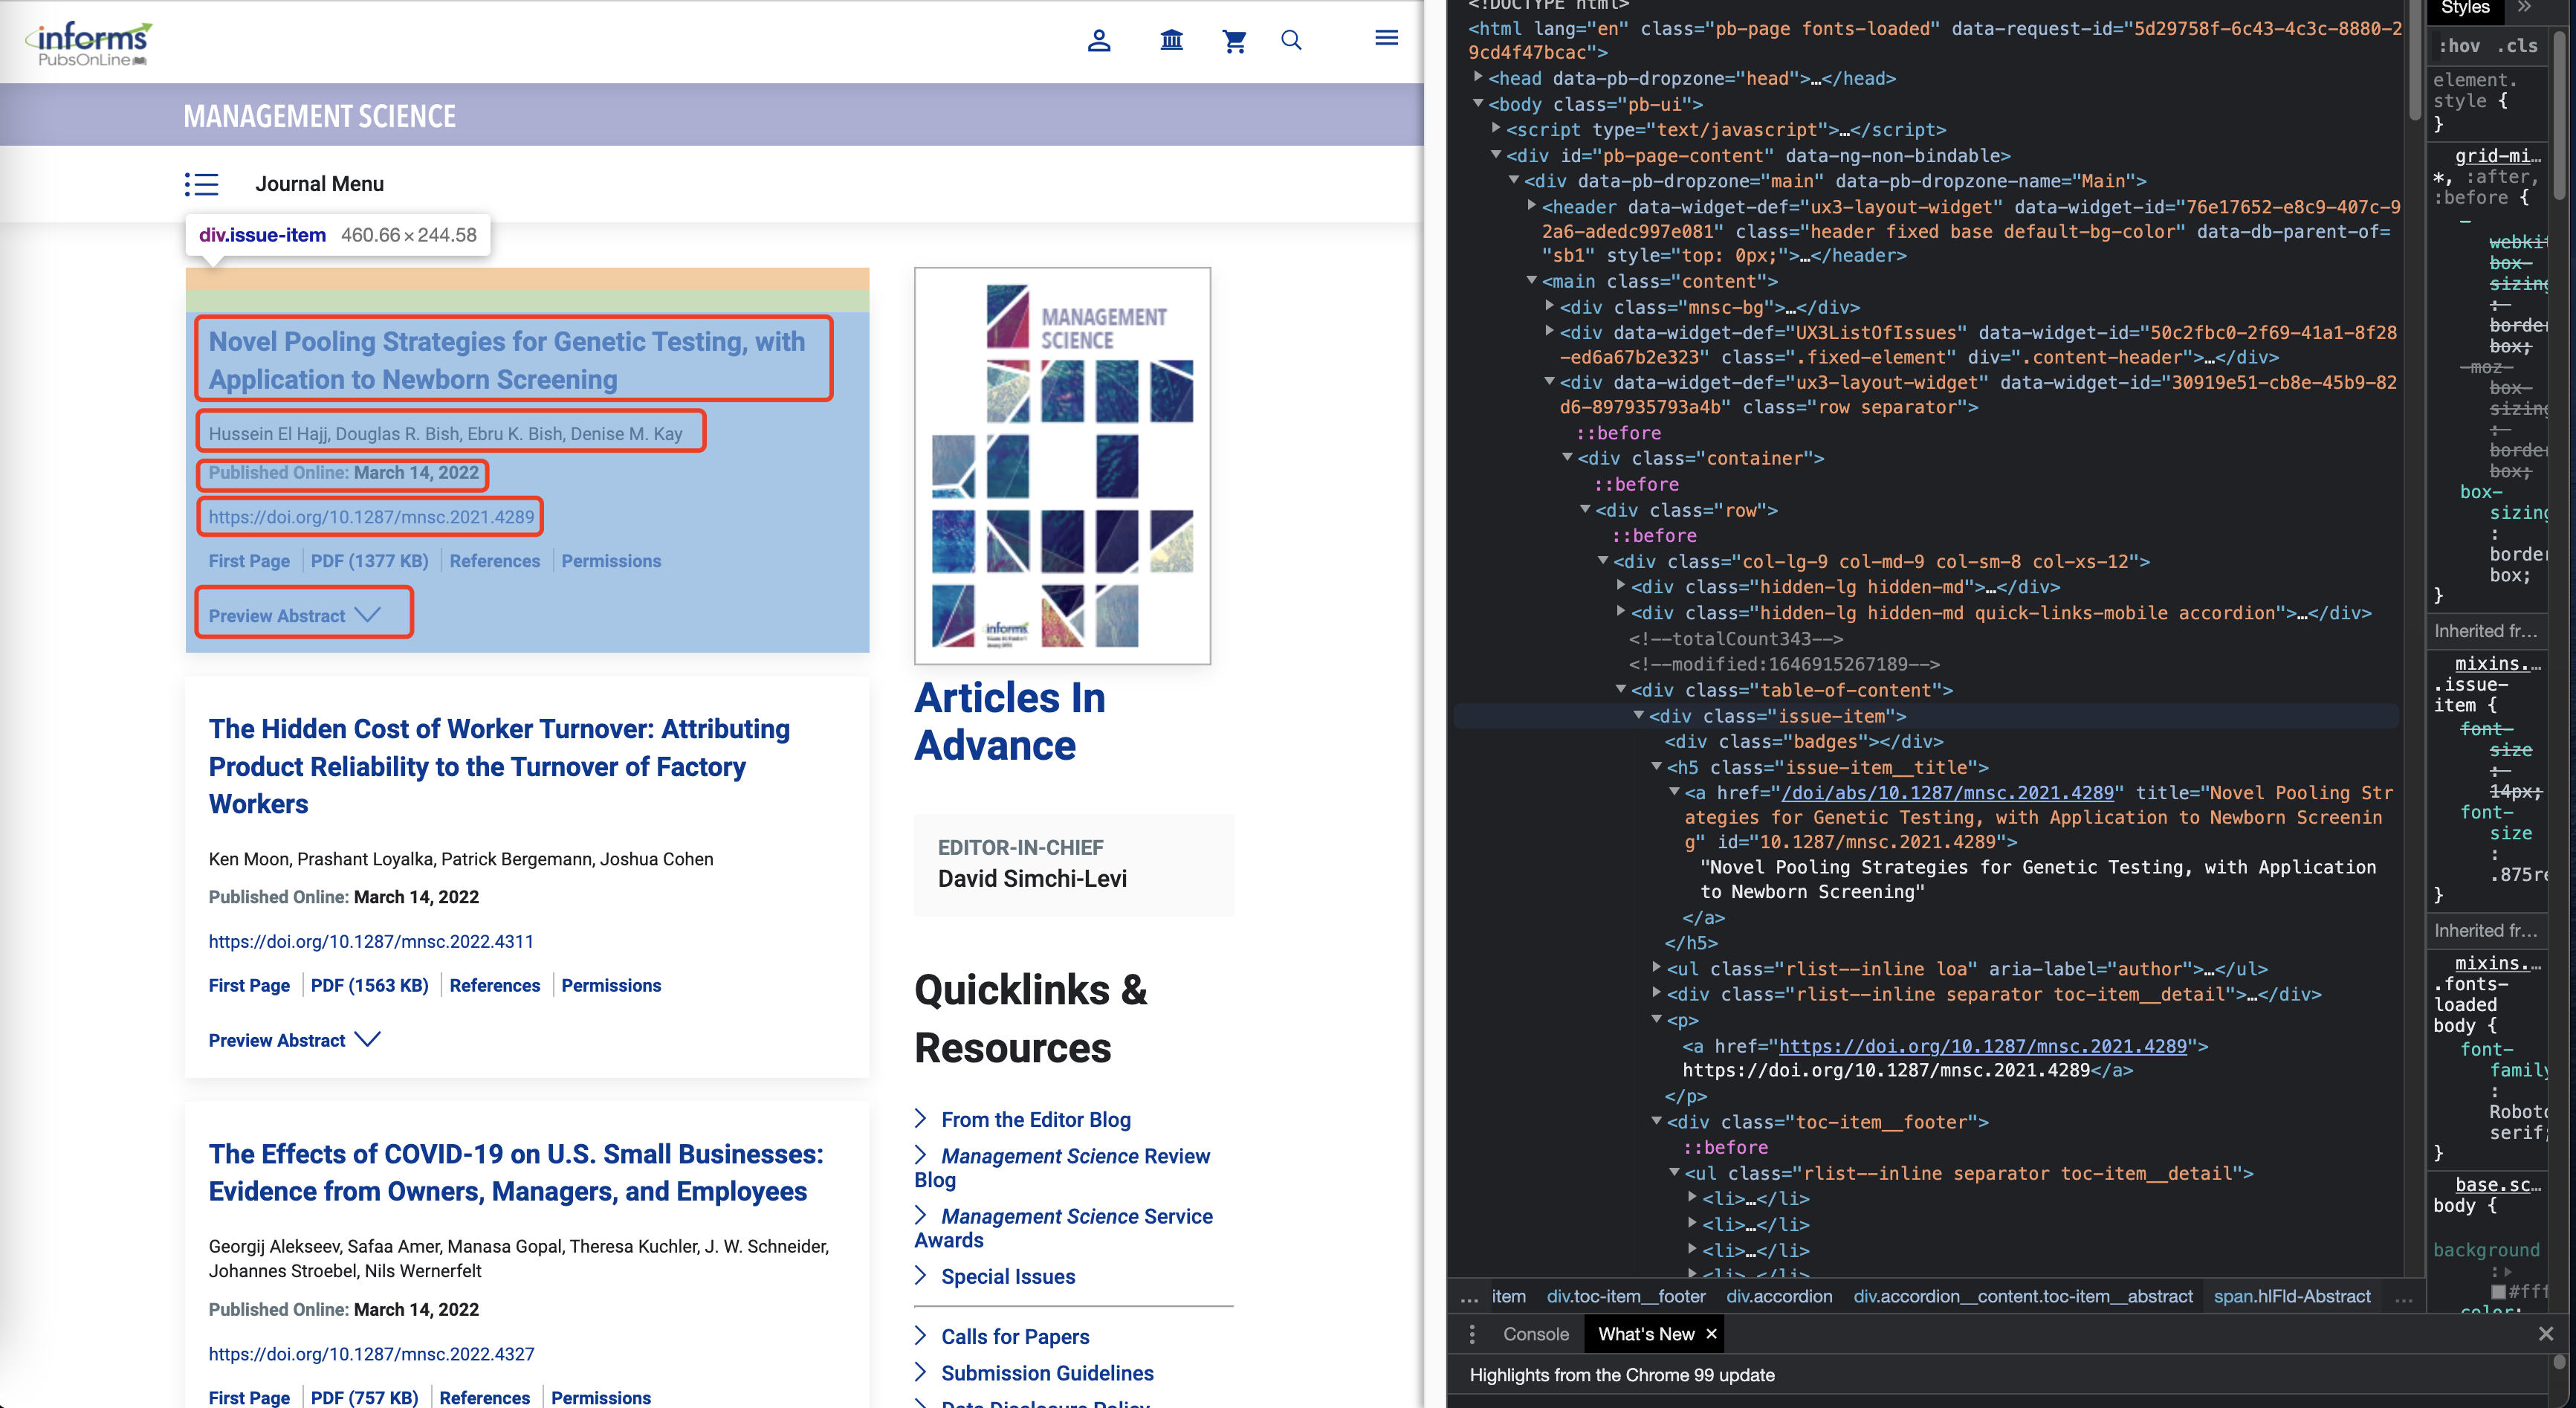 informs
PubsOnLine
MANAGEMENT SCIENCE
Journal Menu
div.issue-item 460.66×244.58
Novel Pooling Strategies for Genetic Testing, with
Application to Newborn Screening
Hussein El Hajj, Douglas R. Bish, Ebru K. Bish, Denise M. Kay
Published Online: March 14, 2022
https://doi.org/10.1287/mnsc.2021.4289
First Page PDF (1377 KB) References Permissions
Preview Abstract
The Hidden Cost of Worker Turnover: Attributing
Product Reliability to the Turnover of Factory
Workers
Ken Moon, Prashant Loyalka, Patrick Bergemann, Joshua Cohen
Published Online: March 14, 2022
https://doi.org/10.1287/mnsc.2022.4311
First Page PDF (1563 KB) References Permissions
Preview Abstract
The Effects of COVID-19 on U.S. Small Businesses:
Evidence from Owners, Managers, and Employees
Georgij Alekseev, Safaa Amer, Manasa Gopal, Theresa Kuchler, J. W. Schneider,
Johannes Stroebel, Nils Wernerfelt
Published Online: March 14, 2022
https://doi.org/10.1287/mnsc.2022.4327
First Page PDF (757 KB) References Permissions
MANAGEMENT
SCIENCE
informs
Articles In
Advance
EDITOR-IN-CHIEF
David Simchi-Levi
Quicklinks &
Resources
From the Editor Blog
Management Science Review
Blog
Management Science Service
Awards
Special Issues
Calls for Papers
Submission Guidelines
Data Disclosure Policy
<!DOCTYPE html>
<html lang="en" class="pb-page fonts-loaded" data-request-id="5d29758f-6c43-4c3c-8880-2
9cd4f47bcac">
<head data-pb-dropzone="head">…</head>
<body class="pb-ui">
<script type="text/javascript">…</script>
<div id="pb-page-content" data-ng-non-bindable>
<div data-pb-dropzone="main" data-pb-dropzone-name="Main">
<header data-widget-def="ux3-layout-widget" data-widget-id="76e17652-e8c9-407c-9
2a6-adedc997e081" class="header fixed base default-bg-color" data-db-parent-of=
"sb1" style="top: 0px;">…</header>
<main class="content">
<div class="mnsc-bg">…</div>
<div data-widget-def="UX3ListOfIssues" data-widget-id="50c2fbc0-2f69-41a1-8f28
-ed6a67b2e323" class=".fixed-element" div=".content-header">…</div>
<div data-widget-def="ux3-layout-widget" data-widget-id="30919e51-cb8e-45b9-82
d6-897935793a4b" class="row separator">
::before
<div class="container">
::before
<div class="row">
::before
<div class="col-lg-9 col-md-9 col-sm-8 col-xs-12">
<div class="hidden-lg hidden-md">…</div>
<div class="hidden-lg hidden-md quick-links-mobile accordion">…</div>
<!--totalCount343-->
<!--modified:1646915267189-->
<div class="table-of-content">
<div class="issue-item">
<div class="badges"></div>
<h5 class="issue-item__title">
<a href="/doi/abs/10.1287/mnsc.2021.4289" title="Novel Pooling Str
ategies for Genetic Testing, with Application to Newborn Screenin
g" id="10.1287/mnsc.2021.4289">
"Novel Pooling Strategies for Genetic Testing, with Application
to Newborn Screening"
</a>
</h5>
<ul class="rlist--inline loa" aria-label="author">…</ul>
<div class="rlist--inline separator toc-item__detail">…</div>
<p>
<a href="https://doi.org/10.1287/mnsc.2021.4289">
https://doi.org/10.1287/mnsc.2021.4289</a>
</p>
<div class="toc-item__footer">
::before
<ul class="rlist--inline separator toc-item__detail">
<li>…</li>
<li>…</li>
<li>…</li>
<li>…</li>
… item div.toc-item__footer div.accordion div.accordion__content.toc-item__abstract span.hlFld-Abstract …
Console What's New ×
Highlights from the Chrome 99 update
Styles »
:hov .cls
element.
style {
}
grid-mi…
*, :after,
:before {
–
webkit
box-
sizing
:
border
box;
-moz-
box-
sizing
:
border
box;
box-
sizing
:
border
box;
}
Inherited fr…
mixins.…
.issue-
item {
font-
size
:
14px;
font-
size
:
.875re
}
Inherited fr…
mixins.…
.fonts-
loaded
body {
font-
family
:
Roboto
serif;
}
base.sc…
body {
background
:
#fff
color: